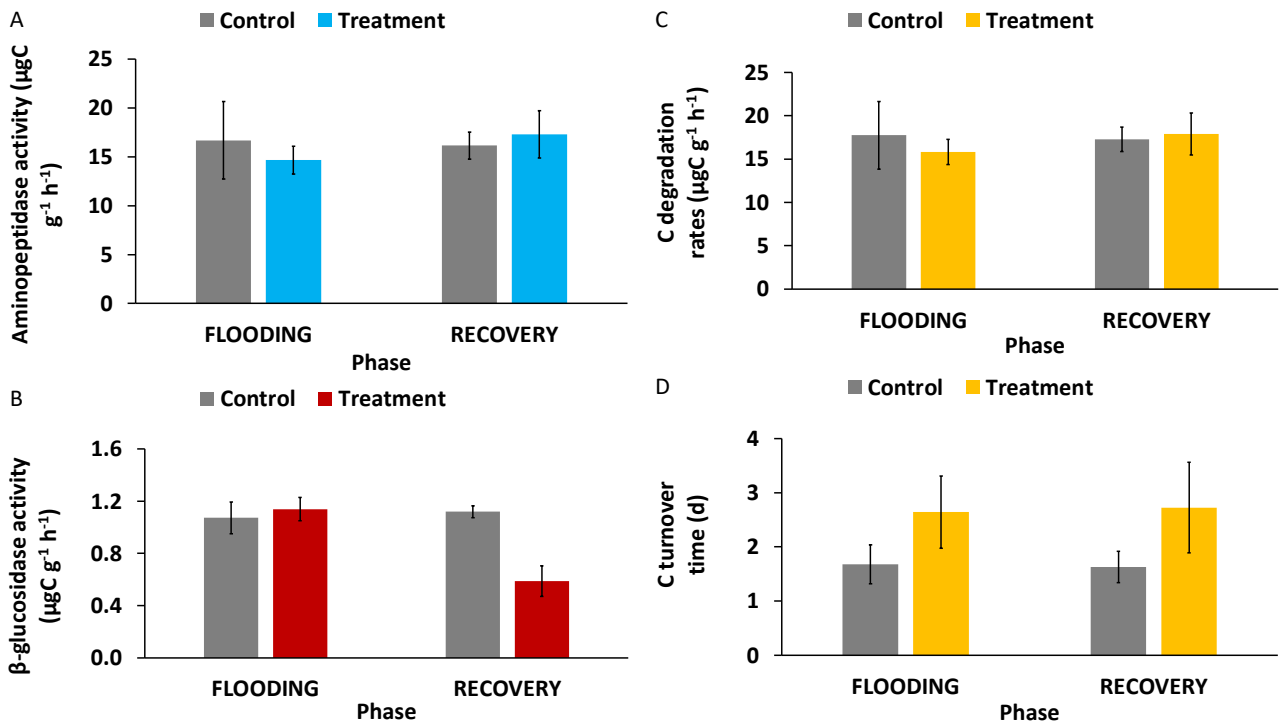 A
Control Treatment
Aminopeptidase activity (µgC
g⁻¹ h⁻¹)
25
20
15
10
5
0
FLOODING RECOVERY
Phase
B
Control Treatment
β-glucosidase activity
(µgC g⁻¹ h⁻¹)
1.6
1.2
0.8
0.4
0.0
FLOODING RECOVERY
Phase
C
Control Treatment
C degradation
rates (µgC g⁻¹ h⁻¹)
25
20
15
10
5
0
FLOODING RECOVERY
Phase
D
Control Treatment
C turnover
time (d)
4
3
2
1
0
FLOODING RECOVERY
Phase